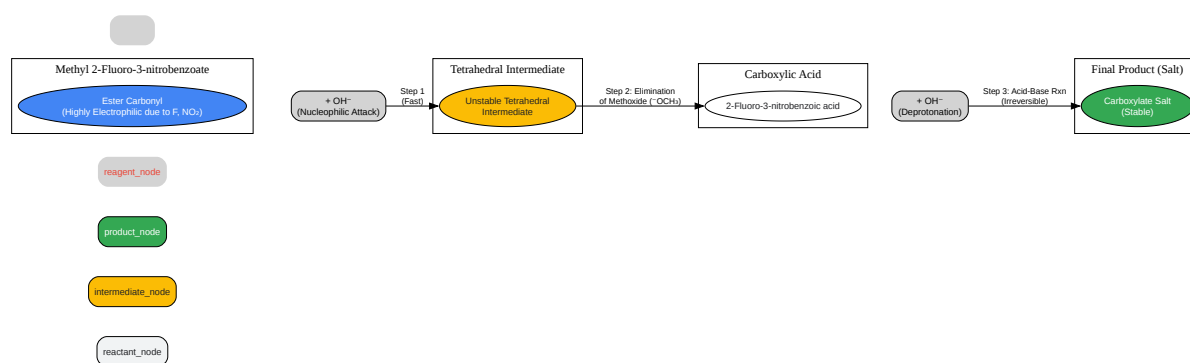 Methyl 2-Fluoro-3-nitrobenzoate
Ester Carbonyl
(Highly Electrophilic due to F, NO₂)
+ OH⁻
(Nucleophilic Attack)
Step 1
(Fast)
Tetrahedral Intermediate
Unstable Tetrahedral
Intermediate
Step 2: Elimination
of Methoxide (⁻OCH₃)
Carboxylic Acid
2-Fluoro-3-nitrobenzoic acid
+ OH⁻
(Deprotonation)
Step 3: Acid-Base Rxn
(Irreversible)
Final Product (Salt)
Carboxylate Salt
(Stable)
reagent_node
product_node
intermediate_node
reactant_node